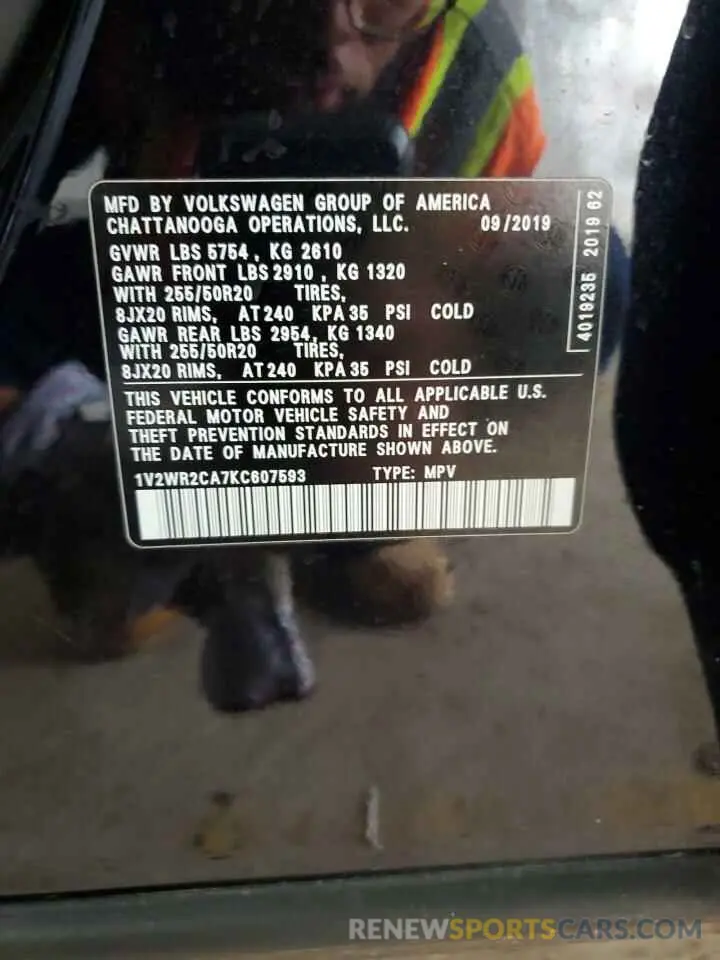 MFD BY VOLKSWAGEN GROUP OF AMERICA
CHATTANOOGA OPERATIONS, LLC. 09/2019
GVWR LBS 5754 , KG 2610
GAWR FRONT LBS 2910 , KG 1320
WITH 255/50R20 TIRES,
8JX20 RIMS, AT 240 KPA 35 PSI COLD
GAWR REAR LBS 2954, KG 1340
WITH 255/50R20 TIRES,
8JX20 RIMS, AT 240 KPA 35 PSI COLD
THIS VEHICLE CONFORMS TO ALL APPLICABLE U.S.
FEDERAL MOTOR VEHICLE SAFETY AND
THEFT PREVENTION STANDARDS IN EFFECT ON
THE DATE OF MANUFACTURE SHOWN ABOVE.
1V2WR2CA7KC607593 TYPE: MPV
4019235 2019 62
RENEWSPORTSCARS.COM